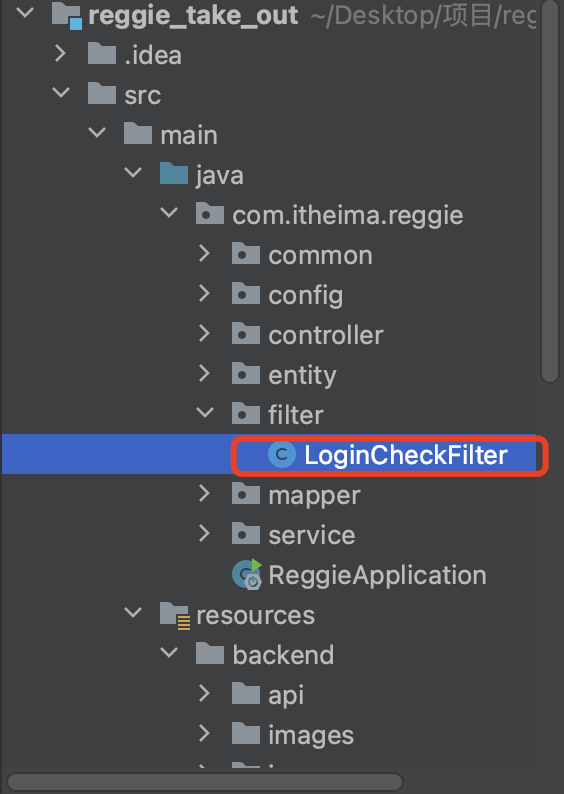 reggie_take_out ~/Desktop/项目/reg
.idea
src
main
java
com.itheima.reggie
common
config
controller
entity
filter
LoginCheckFilter
mapper
service
ReggieApplication
resources
backend
api
images